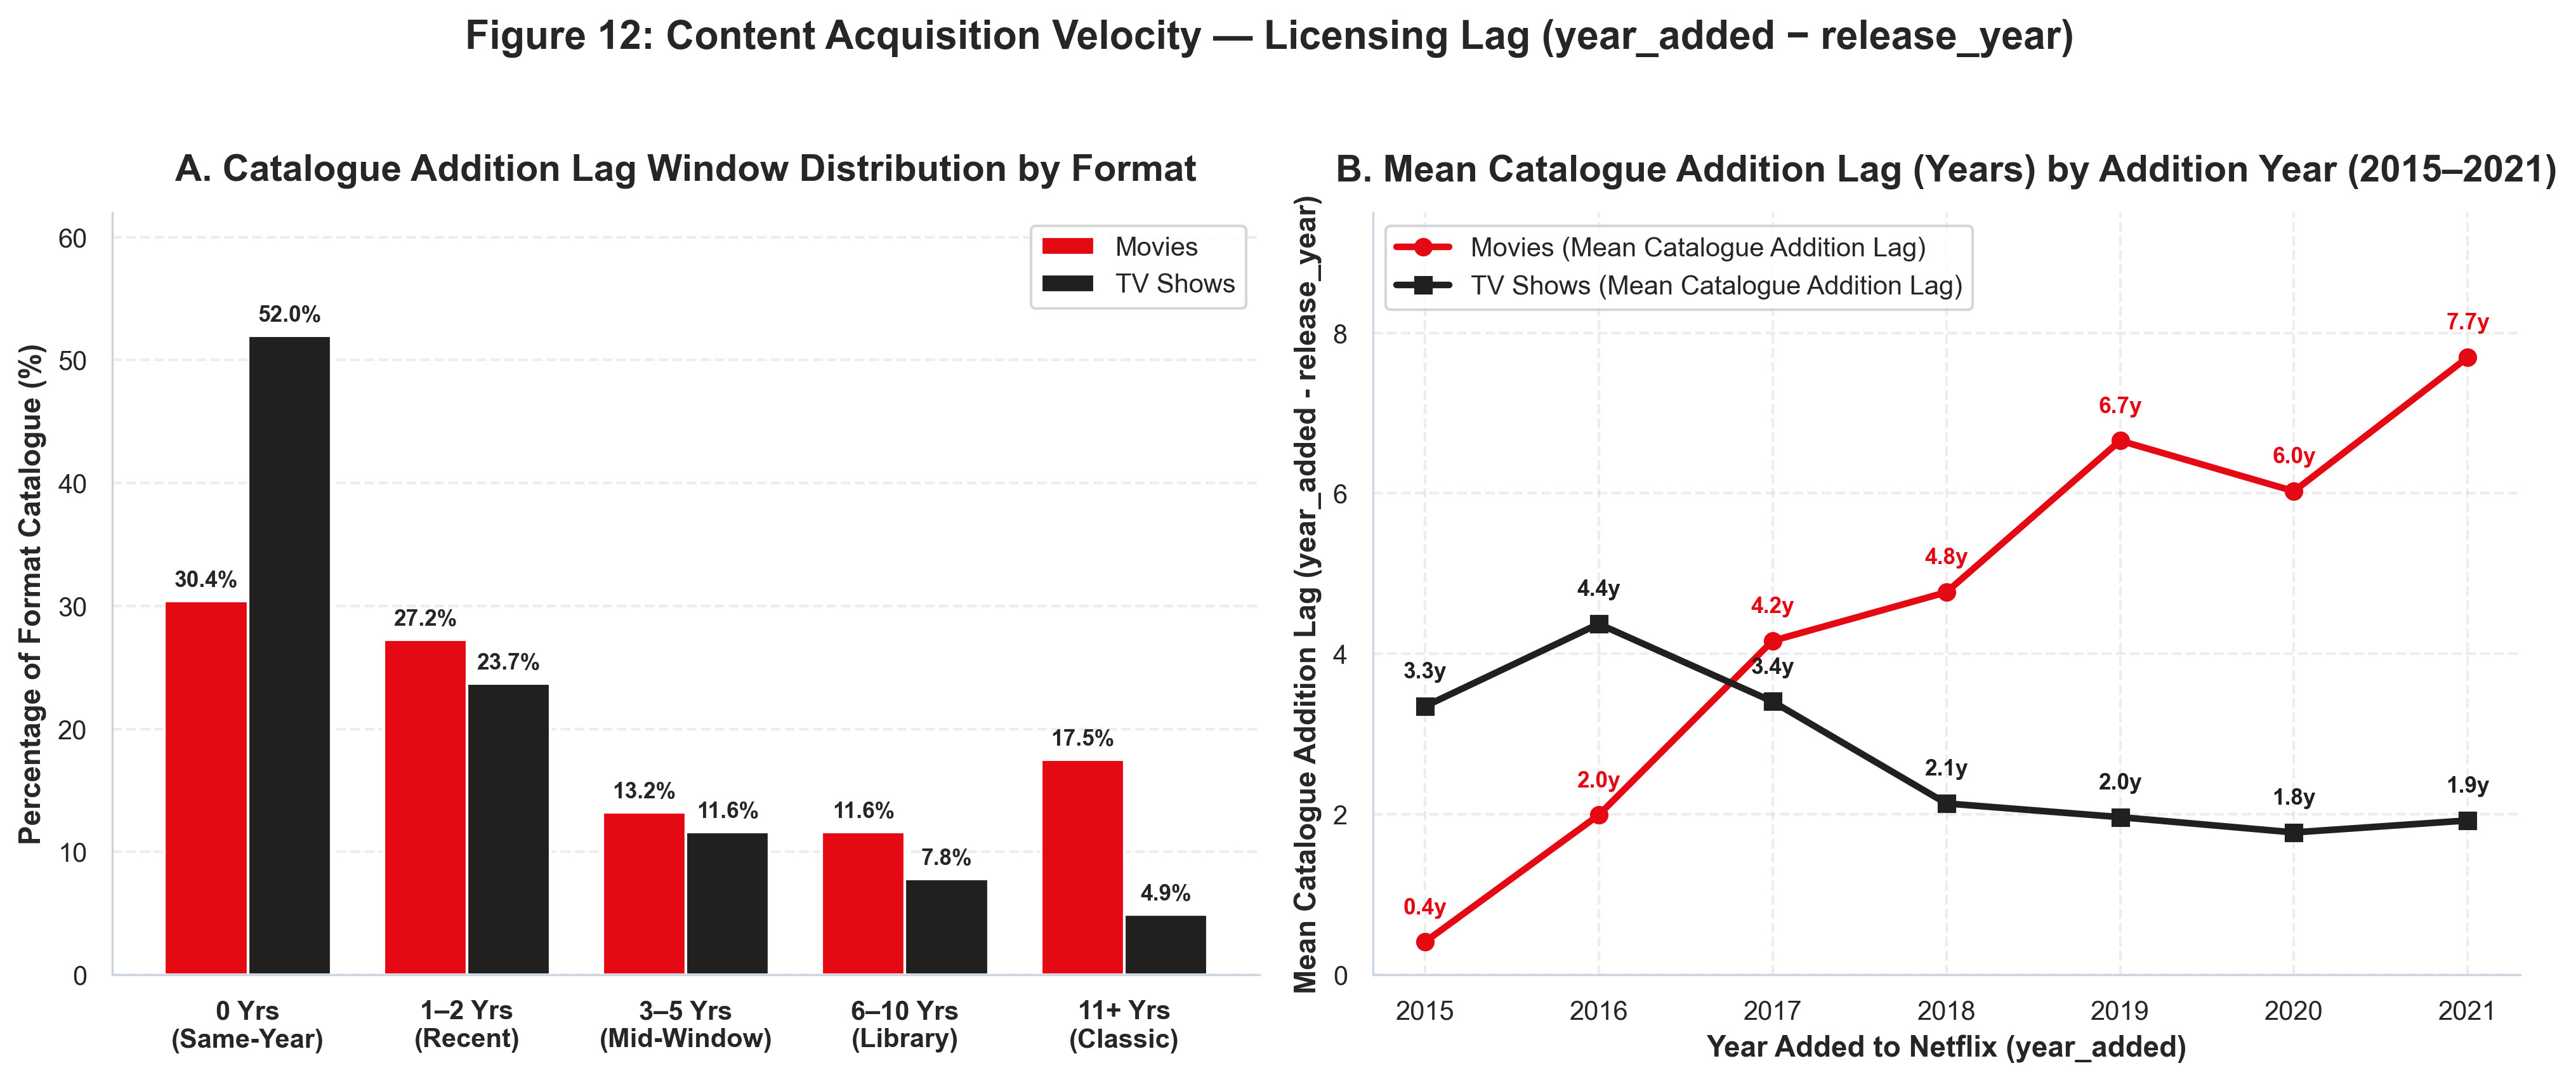 Figure 12: Content Acquisition Velocity — Licensing Lag (year_added − release_year)
A. Catalogue Addition Lag Window Distribution by Format
Percentage of Format Catalogue (%)
60
50
40
30
20
10
0
Movies
TV Shows
30.4%
52.0%
27.2%
23.7%
13.2%
11.6%
11.6%
7.8%
17.5%
4.9%
0 Yrs
(Same-Year)
1–2 Yrs
(Recent)
3–5 Yrs
(Mid-Window)
6–10 Yrs
(Library)
11+ Yrs
(Classic)
B. Mean Catalogue Addition Lag (Years) by Addition Year (2015–2021)
Mean Catalogue Addition Lag (year_added - release_year)
8
6
4
2
0
Movies (Mean Catalogue Addition Lag)
TV Shows (Mean Catalogue Addition Lag)
0.4y
2.0y
4.2y
4.8y
6.7y
6.0y
7.7y
3.3y
4.4y
3.4y
2.1y
2.0y
1.8y
1.9y
2015
2016
2017
2018
2019
2020
2021
Year Added to Netflix (year_added)